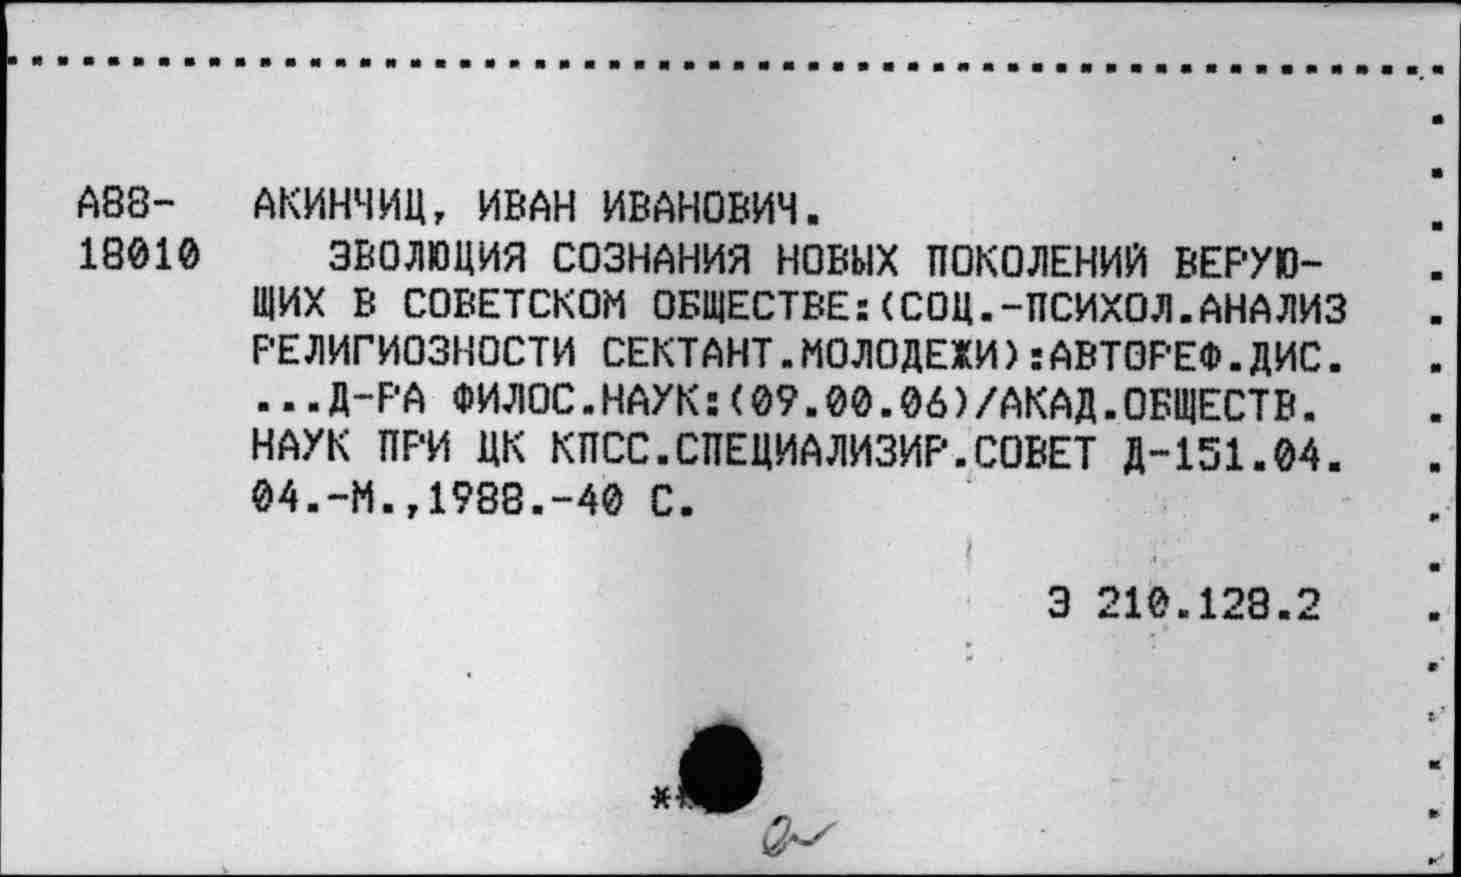 А88-    АКИНЧИЦ, ИВАН ИВАНОВИЧ.
18010    ЭВОЛЮЦИЯ СОЗНАНИЯ НОВЫХ ПОКОЛЕНИЙ ВЕРУЮ-
ЩИХ В СОВЕТСКОМ ОБЩЕСТВЕ:(СОЦ.-ПСИХОЛ.АНАЛИЗ
РЕЛИГИОЗНОСТИ СЕКТАНТ.МОЛОДЕЖИ):АВТОРЕФ.ДИС.
...Д-РА ФИЛОС.НАУК:(09.00.06)/АКАД.ОБЩЕСТВ.
НАУК ПРИ ЦК КПСС.СПЕЦИАЛИЗИР.СОВЕТ Д-151.04.
04.-М.,1988.-40 С.
Э 210.128.2
*